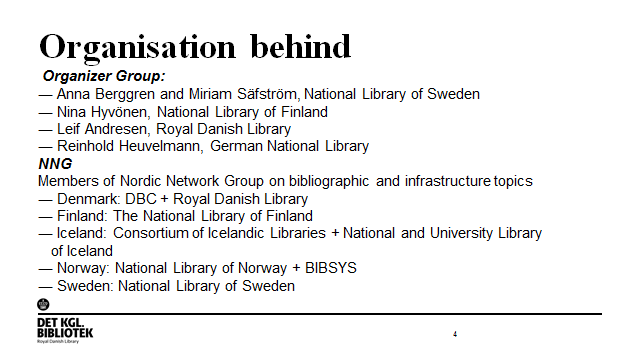 Organisation behind
Organizer Group:
— Anna Berggren and Miriam Säfström, National Library of Sweden
— Nina Hyvönen, National Library of Finland
— Leif Andresen, Royal Danish Library
— Reinhold Heuvelmann, German National Library
NNG
Members of Nordic Network Group on bibliographic and infrastructure topics
— Denmark: DBC + Royal Danish Library
— Finland: The National Library of Finland
— Iceland: Consortium of Icelandic Libraries + National and University Library
of Iceland
— Norway: National Library of Norway + BIBSYS
— Sweden: National Library of Sweden
DET KGL.
BIBLIOTEK
Royal Danish Library
4